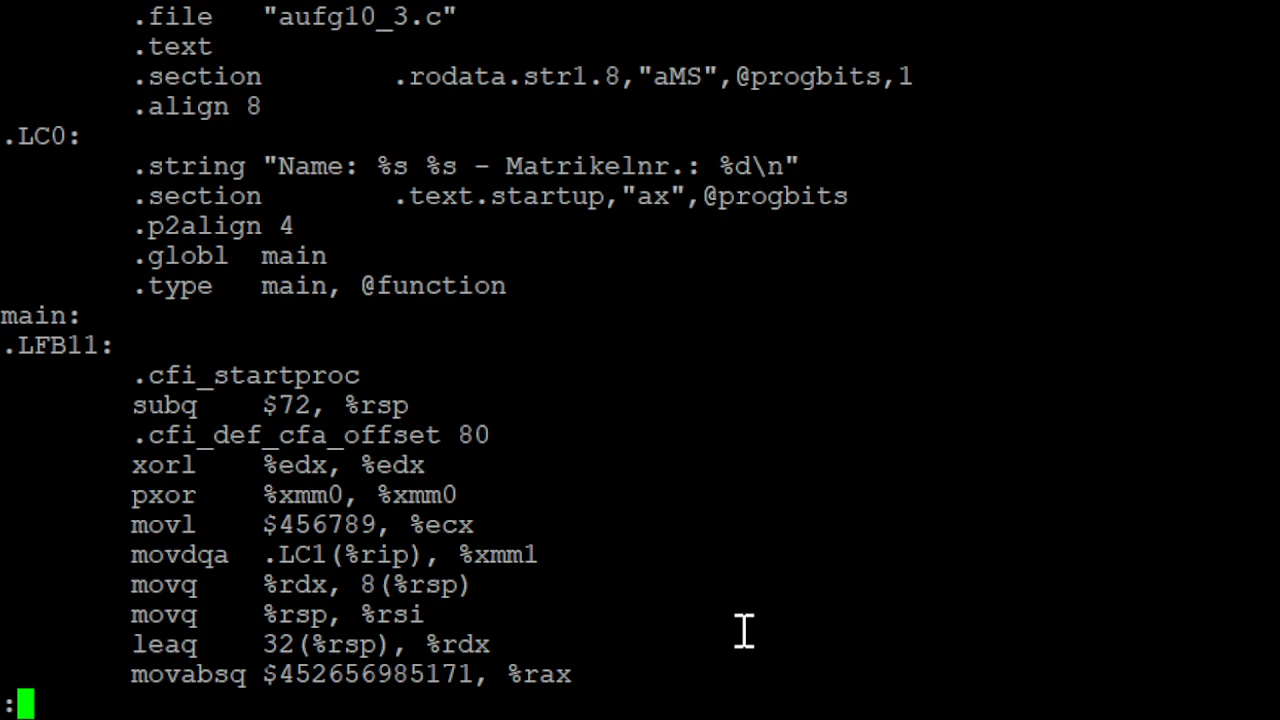 .file "aufg10_3.c"
.text
.section .rodata.str1.8,"aMS",@progbits,1
.align 8
.LC0:
.string "Name: %s %s - Matrikelnr.: %d\n"
.section .text.startup,"ax",@progbits
.p2align 4
.globl main
.type main, @function
main:
.LFB11:
.cfi_startproc
subq $72, %rsp
.cfi_def_cfa_offset 80
xorl %edx, %edx
pxor %xmm0, %xmm0
movl $456789, %ecx
movdqa .LC1(%rip), %xmm1
movq %rdx, 8(%rsp)
movq %rsp, %rsi
leaq 32(%rsp), %rdx
movabsq $452656985171, %rax
: